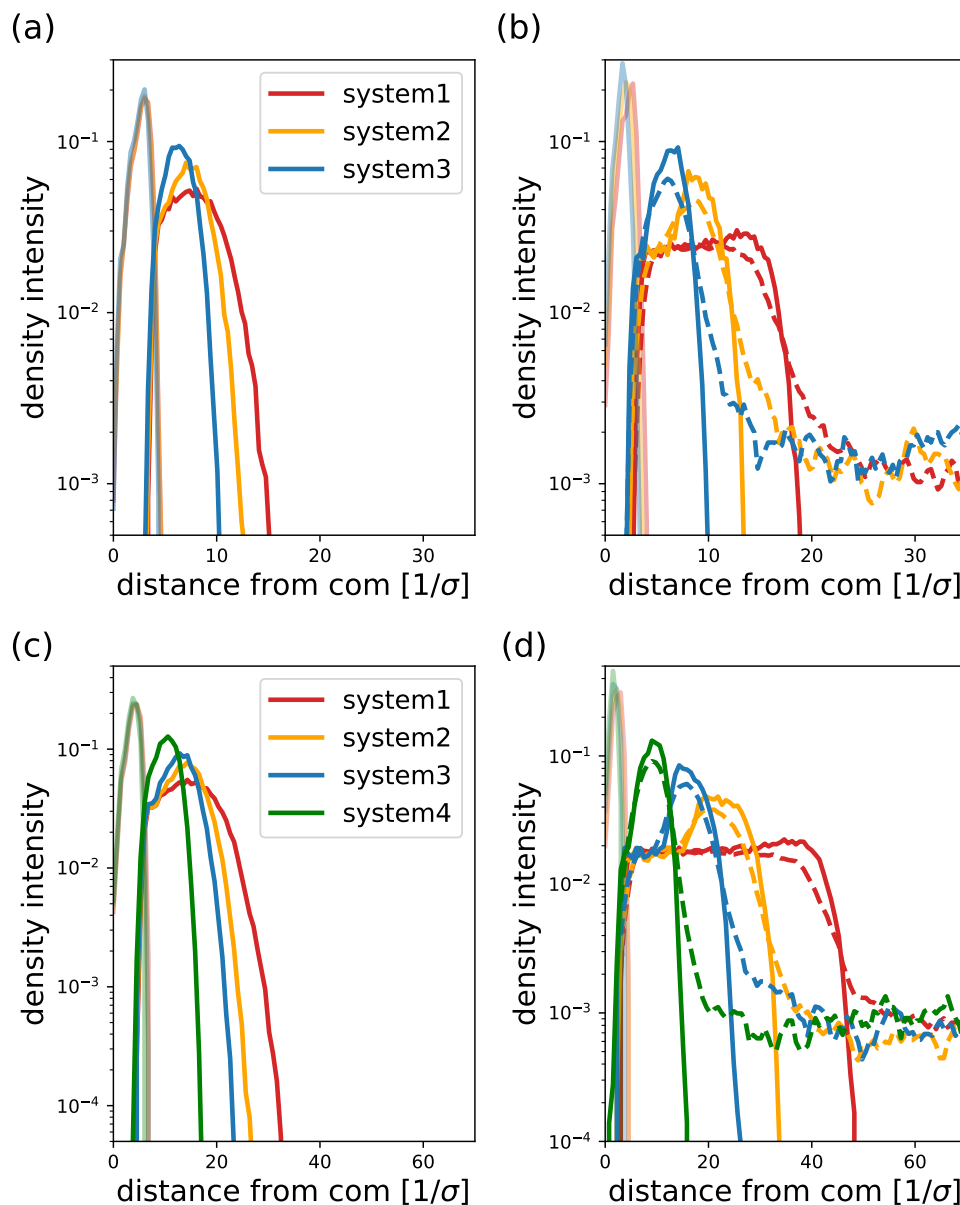 (a)
(b)
system1
system2
system3
10⁻¹
10⁻²
10⁻³
density intensity
0
10
20
30
distance from com [1/σ]
10⁻¹
10⁻²
10⁻³
density intensity
0
10
20
30
distance from com [1/σ]
(c)
(d)
system1
system2
system3
system4
10⁻¹
10⁻²
10⁻³
10⁻⁴
density intensity
0
20
40
60
distance from com [1/σ]
10⁻¹
10⁻²
10⁻³
10⁻⁴
density intensity
0
20
40
60
distance from com [1/σ]